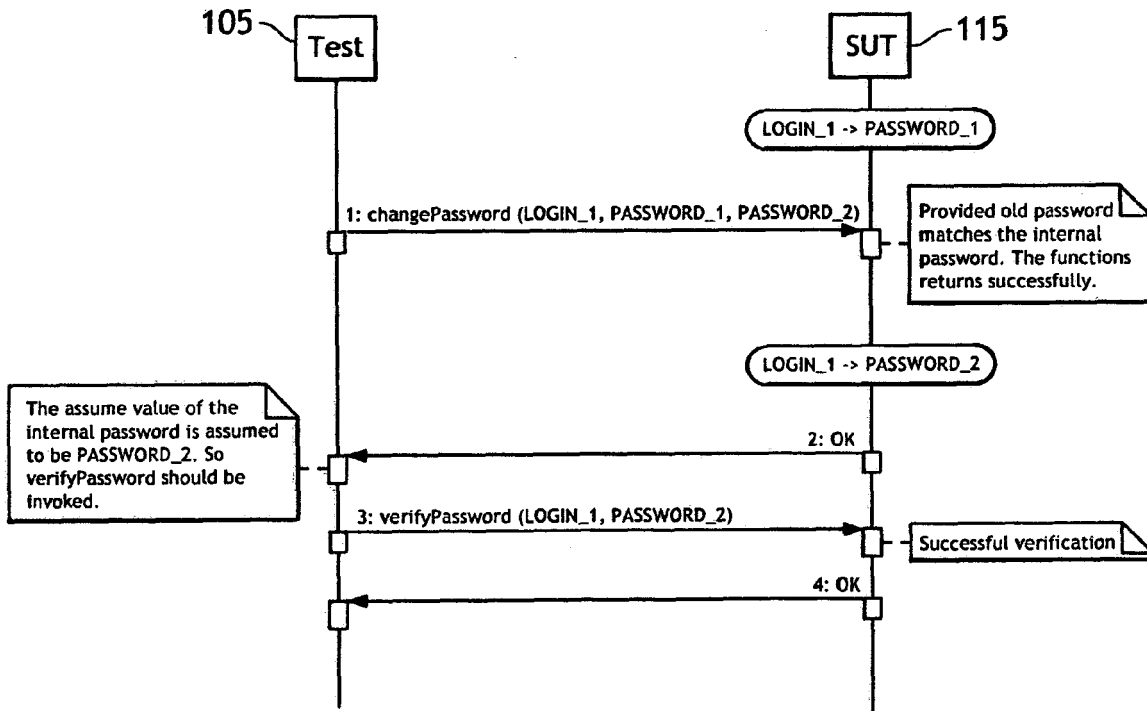 105
Test
SUT
115
LOGIN_1 -> PASSWORD_1
1: changePassword (LOGIN_1, PASSWORD_1, PASSWORD_2)
Provided old password
matches the internal
password. The functions
returns successfully.
LOGIN_1 -> PASSWORD_2
The assume value of the
internal password is assumed
to be PASSWORD_2. So
verifyPassword should be
invoked.
2: OK
3: verifyPassword (LOGIN_1, PASSWORD_2)
Successful verification
4: OK